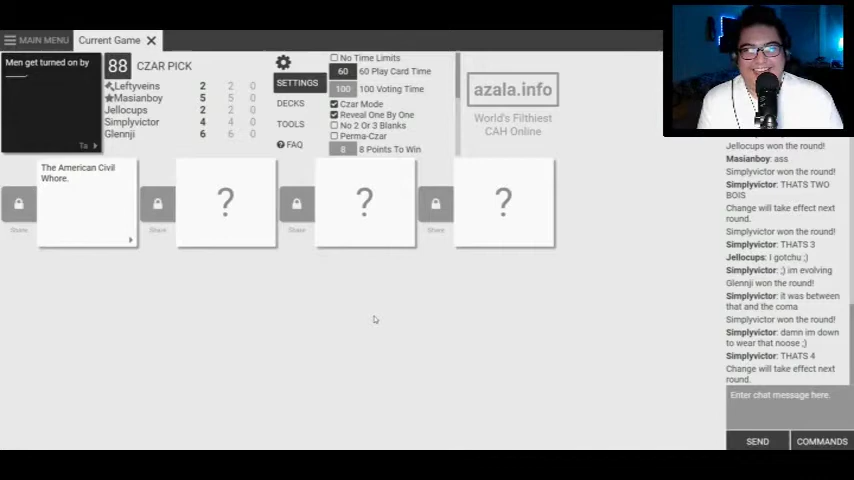 MAIN MENU
Current Game
Men get turned on by
____.
Ta
88
CZAR PICK
Leftyveins 2 2 0
Masianboy 5 5 0
Jellocups 2 2 0
Simplyvictor 4 4 0
Glennji 6 6 0
SETTINGS
DECKS
TOOLS
? FAQ
No Time Limits
60 60 Play Card Time
100 100 Voting Time
Czar Mode
Reveal One By One
No 2 Or 3 Blanks
Perma-Czar
8 8 Points To Win
azala.info
World's Filthiest
CAH Online
The American Civil
Whore.
?
?
?
Share
Share
Share
Share
Jellocups won the round!
Masianboy: ass
Simplyvictor won the round!
Simplyvictor: THATS TWO
BOIS
Change will take effect next
round.
Simplyvictor won the round!
Simplyvictor: THATS 3
Jellocups: I gotchu ;)
Simplyvictor: ;) im evolving
Glennji won the round!
Simplyvictor: it was between
that and the coma
Simplyvictor won the round!
Simplyvictor: damn im down
to wear that noose ;)
Simplyvictor: THATS 4
Change will take effect next
round.
Enter chat message here.
SEND
COMMANDS